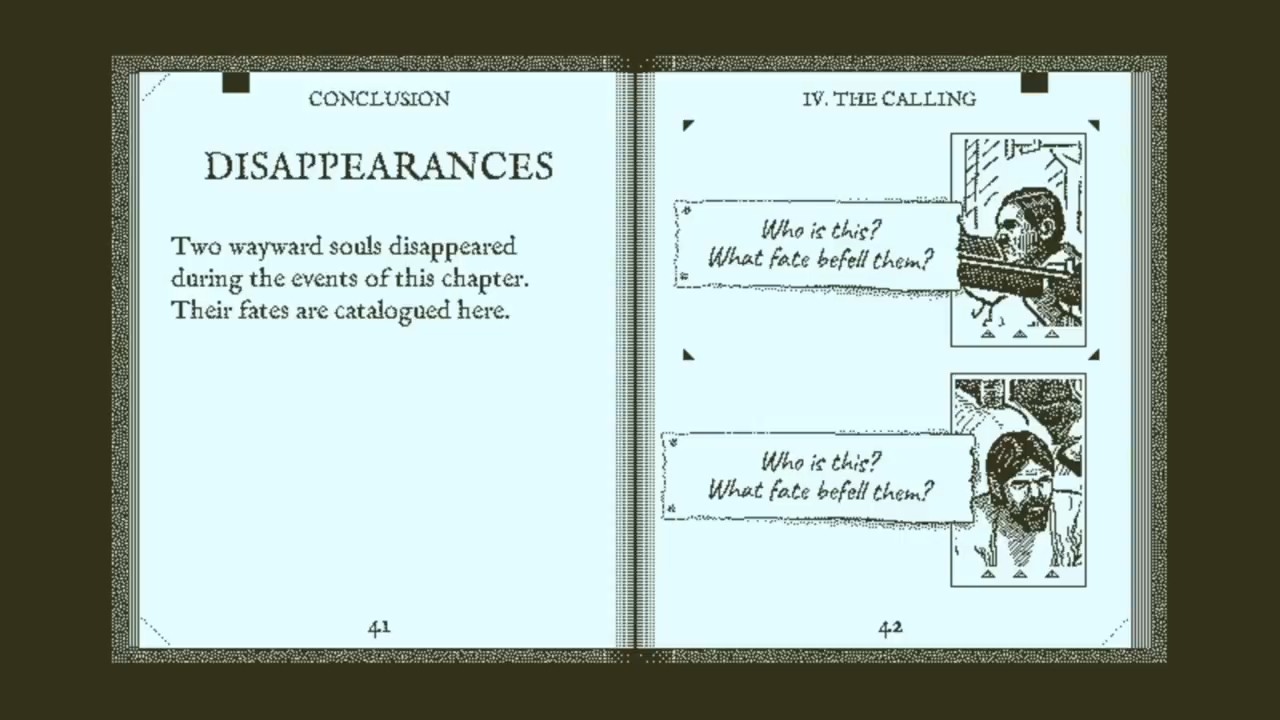 CONCLUSION
DISAPPEARANCES
Two wayward souls disappeared
during the events of this chapter.
Their fates are catalogued here.
41
IV. THE CALLING
Who is this?
What fate befell them?
Who is this?
What fate befell them?
42